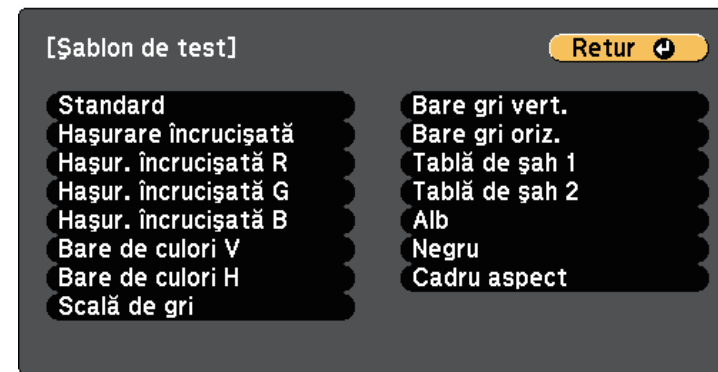 [Şablon de test]
Retur
Standard
Haşurare încrucişată
Haşur. încrucişată R
Haşur. încrucişată G
Haşur. încrucişată B
Bare de culori V
Bare de culori H
Scală de gri
Bare gri vert.
Bare gri oriz.
Tablă de şah 1
Tablă de şah 2
Alb
Negru
Cadru aspect